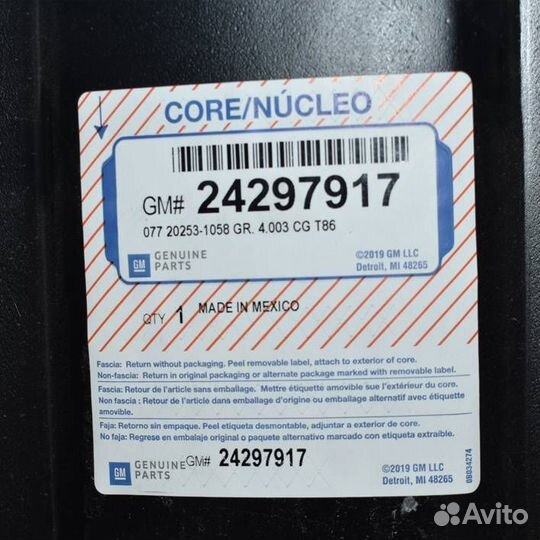 CORE/NÚCLEO
GM# 24297917
077 20253-1058 GR. 4.003 CG T86
GM GENUINE PARTS
©2019 GM LLC
Detroit, MI 48265
QTY 1 MADE IN MEXICO
Fascia: Return without packaging. Peel removable label, attach to exterior of core.
Non-fascia: Return in original packaging or alternate package marked with removable label.
Fascia : Retour de l'article sans emballage. Mettre étiquette amovible sue l'extérieur du core.
Non fascia : Retour de l'article dans emballage d'origine ou emballage alternatif avec étiquette
amovible.
Faja: Retorno sin empaque. Peel etiqueta desmontable, adjuntar a exterior de core.
No faja: Regrese en embalaje original o paquete alternativo marcado con etiqueta extraíble.
GM GENUINE PARTS
GM# 24297917
©2019 GM LLC
Detroit, MI 48265
08034274
Avito